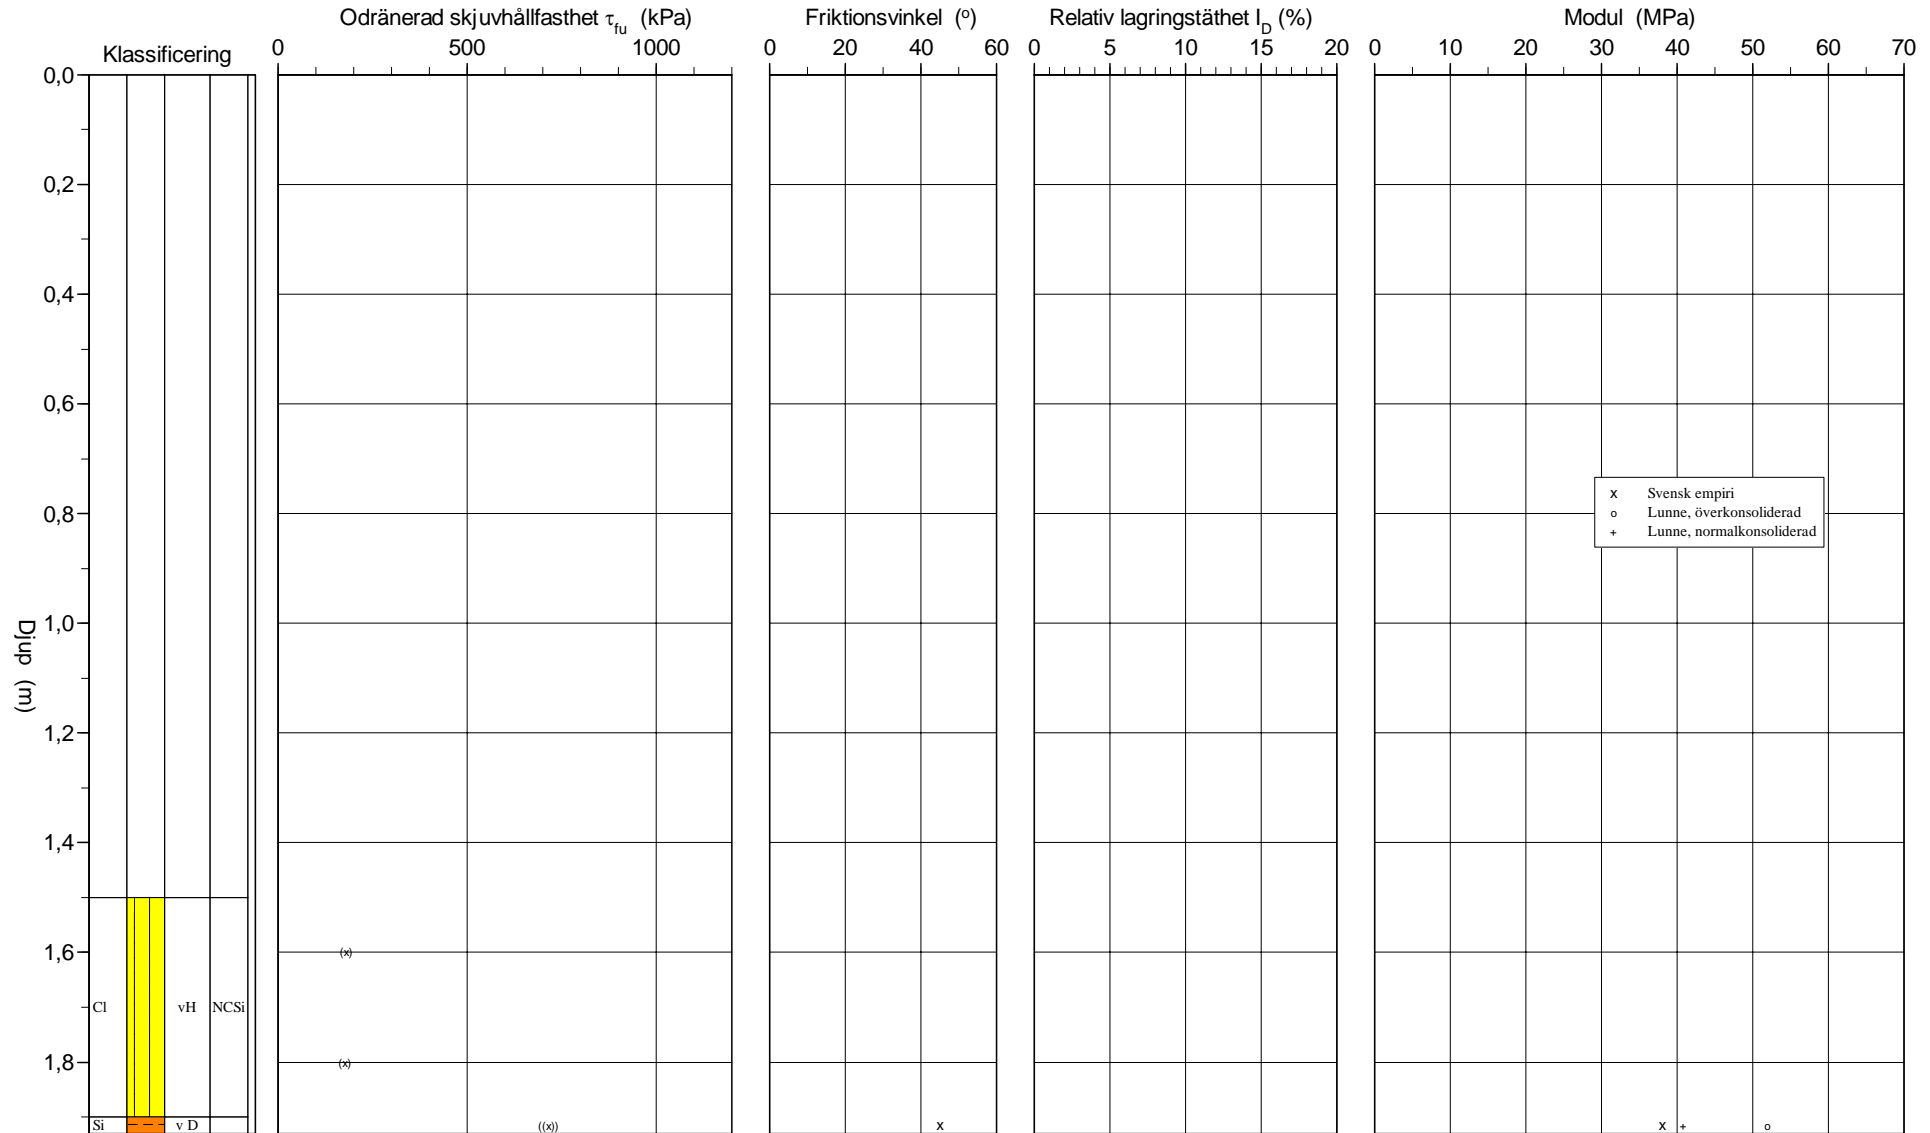 Odränerad skjuvhållfasthet τfu (kPa) Friktionsvinkel (°) Relativ lagringstäthet ID (%) Modul (MPa)
Klassificering 0 500 1000 0 20 40 60 0 5 10 15 20 0 10 20 30 40 50 60 70
0,0
0,2
0,4
0,6
x Svensk empiri
0,8
o Lunne, överkonsoliderad
+ Lunne, normalkonsoliderad
1,0
Djup (m)
1,2
1,4
1,6 (x)
Cl vH NCSi
1,8 (x)
Si v D ((x)) x x + o